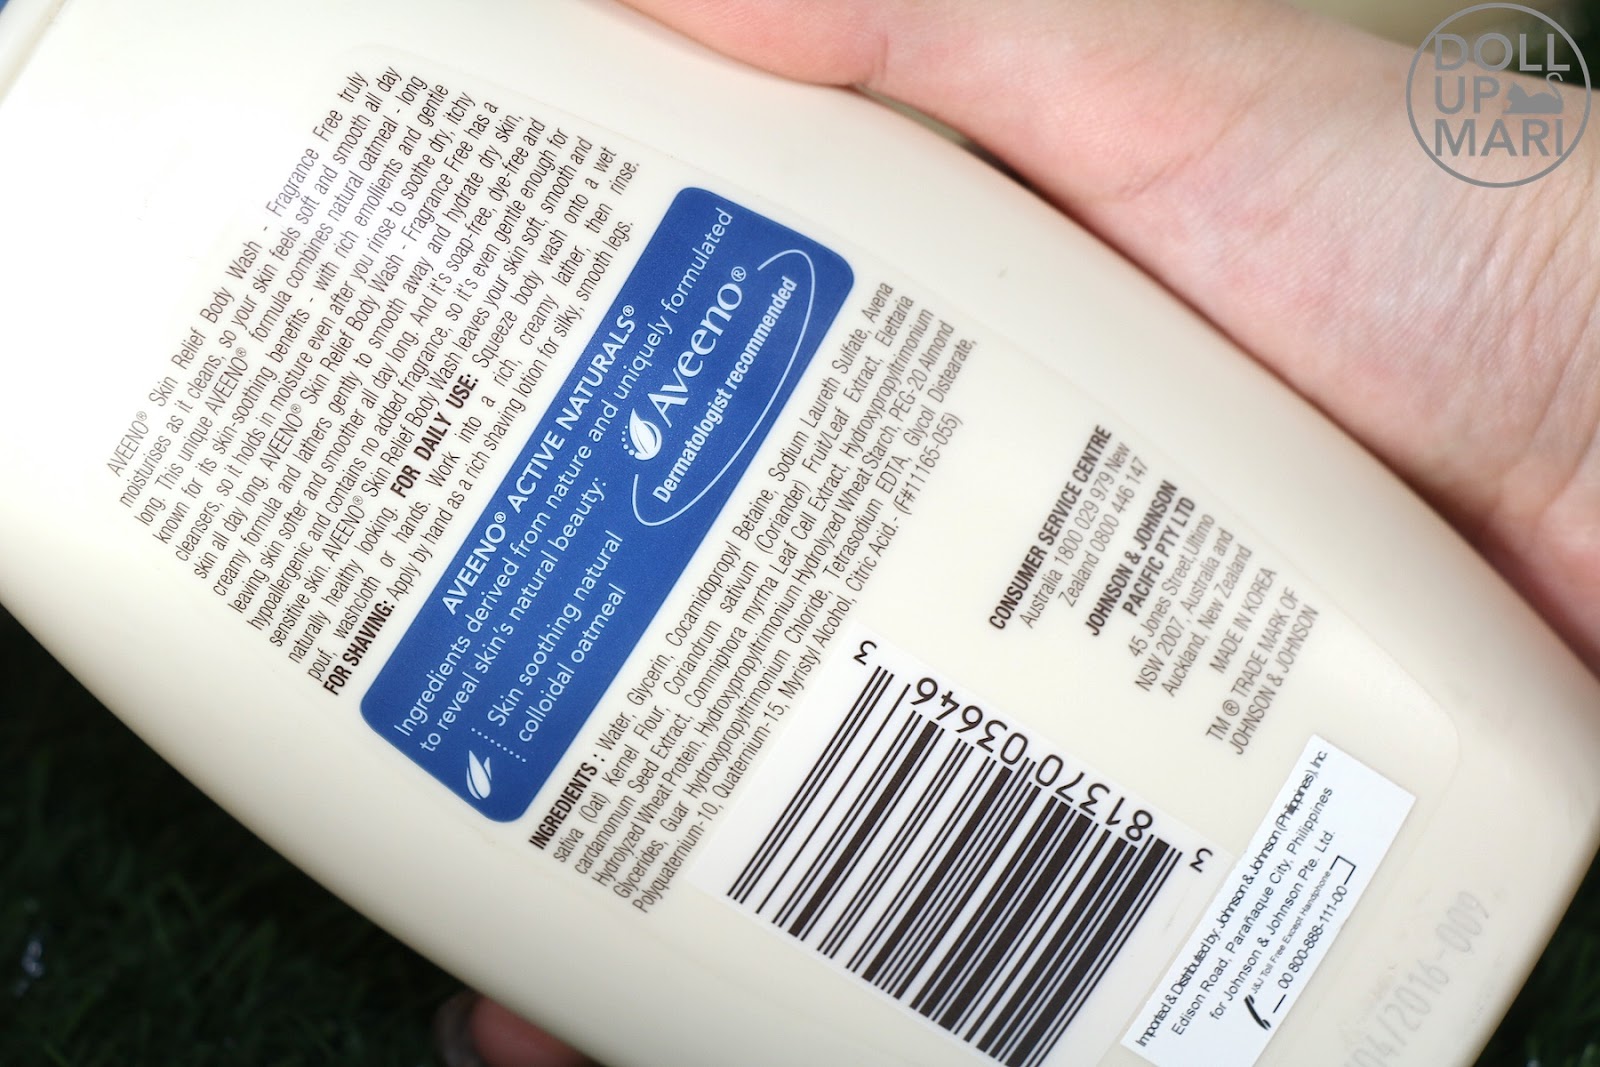 DOLL
UP
MARI
AVEENO® Skin Relief Body Wash - Fragrance Free truly
moisturises as it cleans, so your skin feels soft and smooth all day
long. This unique AVEENO® formula combines natural oatmeal - long
known for its skin-soothing benefits - with rich emollients and gentle
cleansers, so it holds in moisture even after you rinse to soothe dry, itchy
skin all day long. AVEENO® Skin Relief Body Wash - Fragrance Free has a
creamy formula and lathers gently to smooth away and hydrate dry skin,
leaving skin softer and smoother all day long. And it's soap-free, dye-free and
hypoallergenic and contains no added fragrance, so it's even gentle enough for
sensitive skin. AVEENO® Skin Relief Body Wash leaves your skin soft, smooth and
naturally healthy looking. FOR DAILY USE: Squeeze body wash onto a wet
pouf, washcloth or hands. Work into a rich, creamy lather, then rinse.
FOR SHAVING: Apply by hand as a rich shaving lotion for silky, smooth legs.
AVEENO® ACTIVE NATURALS®
Ingredients derived from nature and uniquely formulated
to reveal skin's natural beauty:
Skin soothing natural
colloidal oatmeal
Aveeno®
Dermatologist recommended
INGREDIENTS : Water, Glycerin, Cocamidopropyl Betaine, Sodium Laureth Sulfate, Avena
sativa (Oat) Kernel Flour, Coriandrum sativum (Coriander) Fruit/Leaf Extract, Elettaria
cardamomum Seed Extract, Commiphora myrrha Leaf Cell Extract, Hydroxypropyltrimonium
Hydrolyzed Wheat Protein, Hydroxypropyltrimonium Hydrolyzed Wheat Starch, PEG-20 Almond
Glycerides, Guar Hydroxypropyltrimonium Chloride, Tetrasodium EDTA, Glycol Distearate,
Polyquaternium-10, Quaternium-15, Myristyl Alcohol, Citric Acid.- (F#11165-055)
CONSUMER SERVICE CENTRE
Australia 1800 029 979 New
Zealand 0800 446 147
JOHNSON & JOHNSON
PACIFIC PTY LTD
45 Jones Street, Ultimo
NSW 2007, Australia and
Auckland, New Zealand
MADE IN KOREA
TM ® TRADE MARK OF
JOHNSON & JOHNSON
3 81370 03646 3
Imported & Distributed by: Johnson & Johnson (Philippines), Inc.
Edison Road, Parañaque City, Philippines
for Johnson & Johnson Pte. Ltd.
J&J Toll Free Except Handphone
00 800-888-111-00
04/2016-009